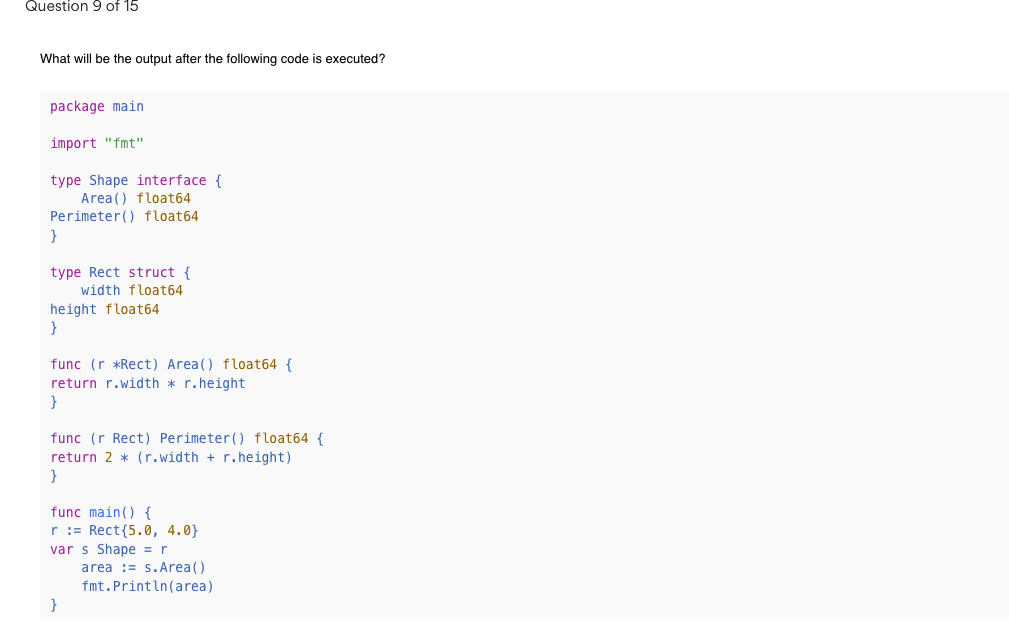 Question 9 of 15
What will be the output after the following code is executed?
package main
import "fmt"
type Shape interface {
    Area() float64
Perimeter() float64
}
type Rect struct {
    width float64
height float64
}
func (r *Rect) Area() float64 {
return r.width * r.height
}
func (r Rect) Perimeter() float64 {
return 2 * (r.width + r.height)
}
func main() {
r := Rect{5.0, 4.0}
var s Shape = r
    area := s.Area()
    fmt.Println(area)
}